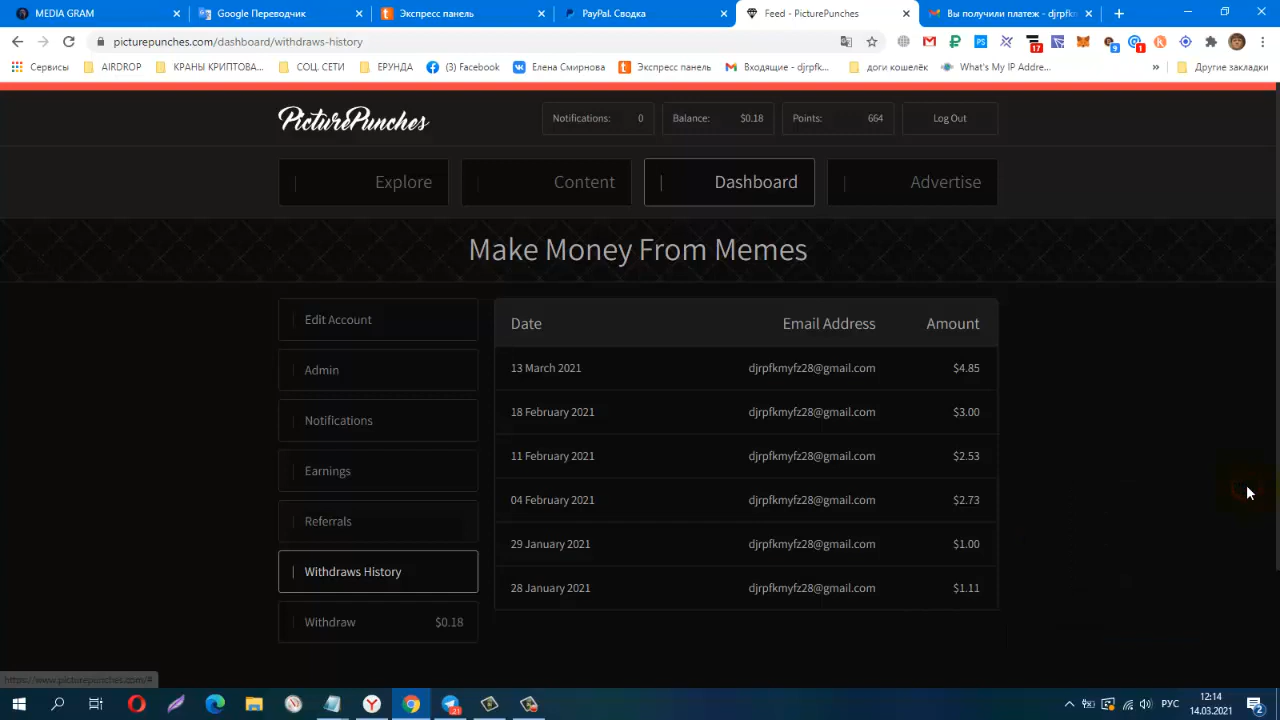 MEDIA GRAM
Google Переводчик
Экспресс панель
PayPal. Сводка
Feed - PicturePunches
Вы получили платеж - djrpfkm
picturepunches.com/dashboard/withdraws-history
17
9
1
Сервисы
AIRDROP
КРАНЫ КРИПТОВА...
СОЦ. СЕТИ
ЕРУНДА
(3) Facebook
Елена Смирнова
Экспресс панель
Входящие - djrpfk...
доги кошелёк
What's My IP Addre...
»
Другие закладки
PicturePunches
Notifications: 0
Balance: $0.18
Points: 664
Log Out
Explore
Content
Dashboard
Advertise
Make Money From Memes
Edit Account
Admin
Notifications
Earnings
Referrals
Withdraws History
Withdraw $0.18
Date Email Address Amount
13 March 2021 djrpfkmyfz28@gmail.com $4.85
18 February 2021 djrpfkmyfz28@gmail.com $3.00
11 February 2021 djrpfkmyfz28@gmail.com $2.53
04 February 2021 djrpfkmyfz28@gmail.com $2.73
29 January 2021 djrpfkmyfz28@gmail.com $1.00
28 January 2021 djrpfkmyfz28@gmail.com $1.11
https://www.picturepunches.com/#
21
РУС
12:14
14.03.2021
2